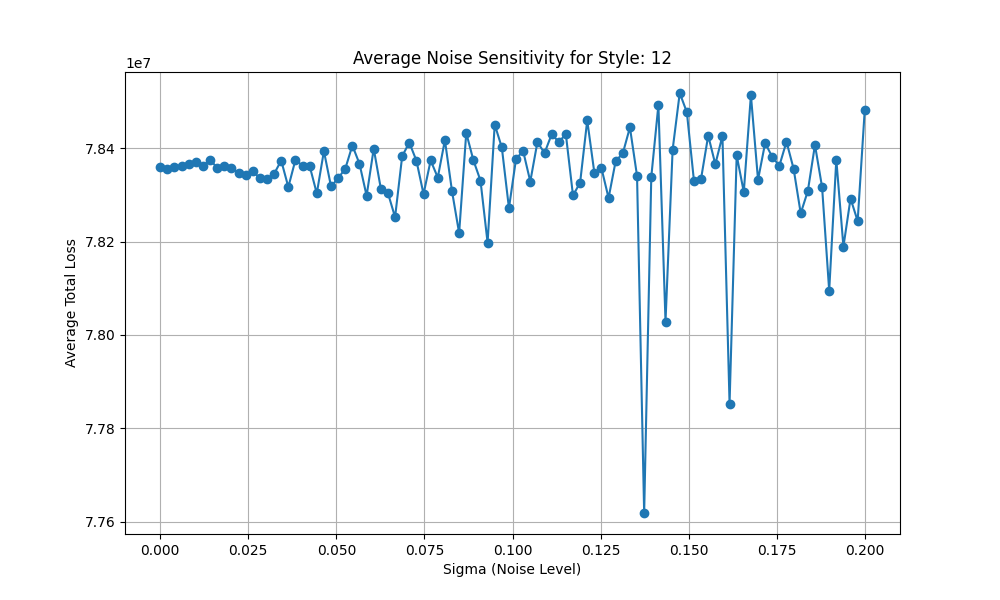 Average Noise Sensitivity for Style: 12
1e7
7.84
7.82
7.80
7.78
7.76
Average Total Loss
0.000 0.025 0.050 0.075 0.100 0.125 0.150 0.175 0.200
Sigma (Noise Level)